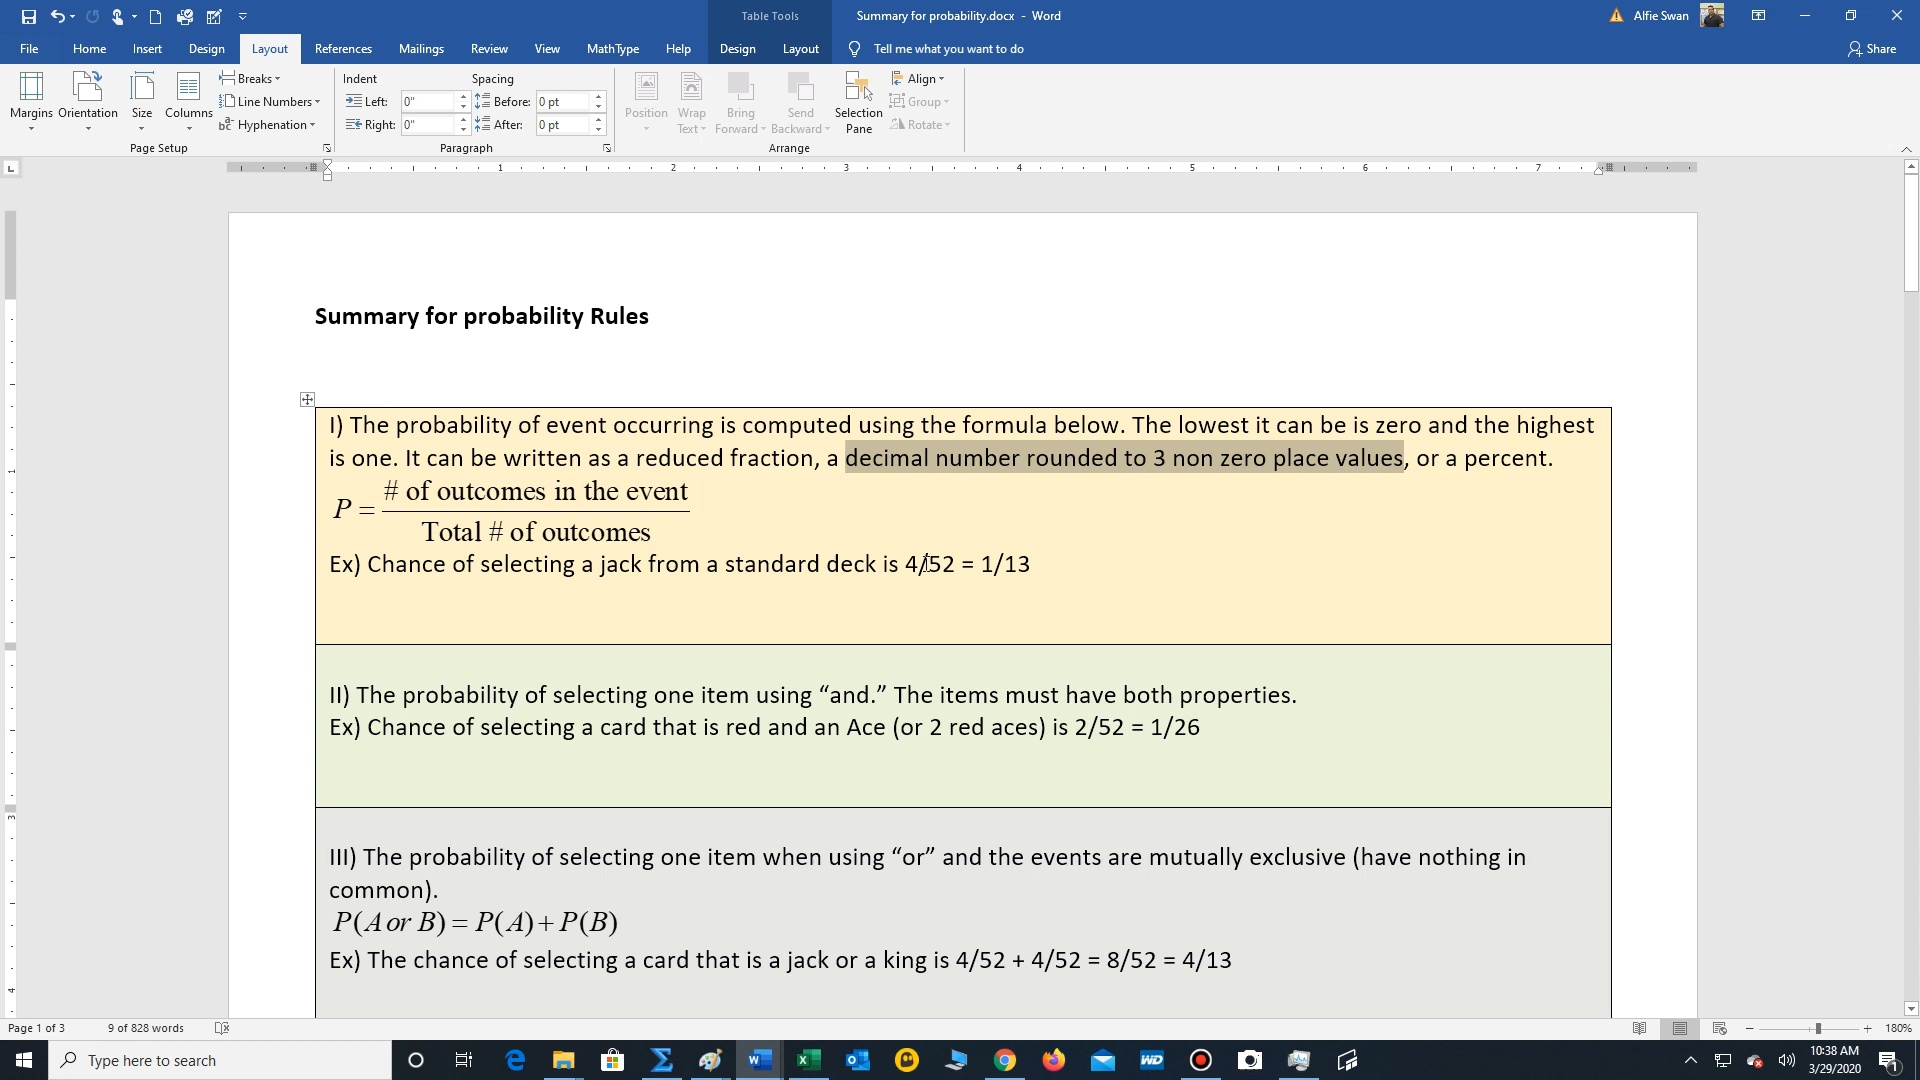 Table Tools
Summary for probability.docx - Word
Alfie Swan
File Home Insert Design Layout References Mailings Review View MathType Help Design Layout Tell me what you want to do Share
Margins Orientation Size Columns
Breaks
Line Numbers
Hyphenation
Page Setup
Indent Spacing
Left: 0" Before: 0 pt
Right: 0" After: 0 pt
Paragraph
Position Wrap Text Bring Forward Send Backward Selection Pane
Align
Group
Rotate
Arrange
1 2 3 4 5 6 7
Summary for probability Rules
I) The probability of event occurring is computed using the formula below. The lowest it can be is zero and the highest
is one. It can be written as a reduced fraction, a decimal number rounded to 3 non zero place values, or a percent.
P = # of outcomes in the event
Total # of outcomes
Ex) Chance of selecting a jack from a standard deck is 4/52 = 1/13
II) The probability of selecting one item using “and.” The items must have both properties.
Ex) Chance of selecting a card that is red and an Ace (or 2 red aces) is 2/52 = 1/26
III) The probability of selecting one item when using “or” and the events are mutually exclusive (have nothing in
common).
P(A or B) = P(A) + P(B)
Ex) The chance of selecting a card that is a jack or a king is 4/52 + 4/52 = 8/52 = 4/13
Page 1 of 3 9 of 828 words 180%
Type here to search
10:38 AM
3/29/2020